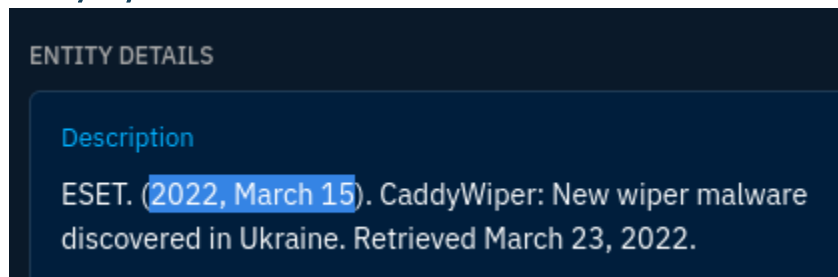 ENTITY DETAILS
Description
ESET. (2022, March 15). CaddyWiper: New wiper malware
discovered in Ukraine. Retrieved March 23, 2022.